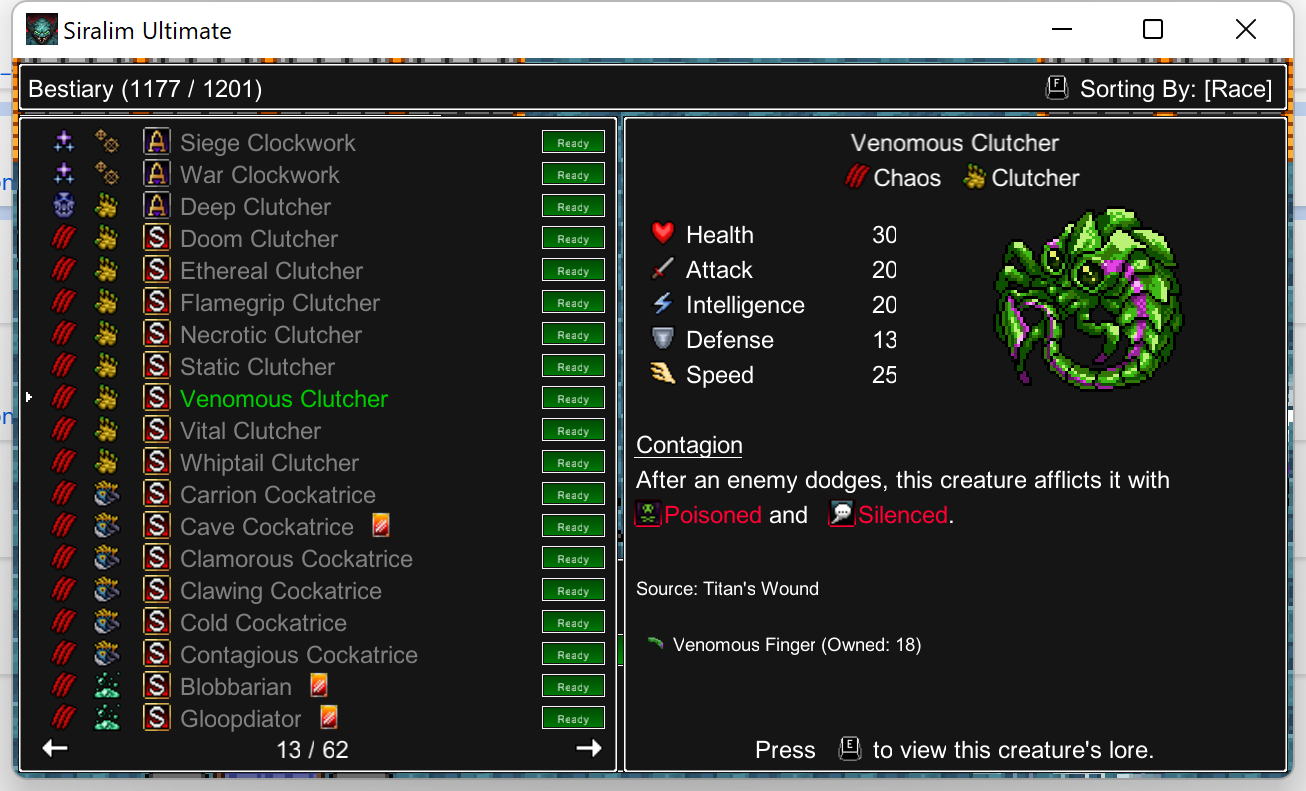 Siralim Ultimate
Bestiary (1177 / 1201)
F Sorting By: [Race]
A Siege Clockwork Ready
A War Clockwork Ready
A Deep Clutcher Ready
S Doom Clutcher Ready
S Ethereal Clutcher Ready
S Flamegrip Clutcher Ready
S Necrotic Clutcher Ready
S Static Clutcher Ready
S Venomous Clutcher Ready
S Vital Clutcher Ready
S Whiptail Clutcher Ready
S Carrion Cockatrice Ready
S Cave Cockatrice Ready
S Clamorous Cockatrice Ready
S Clawing Cockatrice Ready
S Cold Cockatrice Ready
S Contagious Cockatrice Ready
S Blobbarian Ready
S Gloopdiator Ready
13 / 62
Venomous Clutcher
Chaos Clutcher
Health 30
Attack 20
Intelligence 20
Defense 13
Speed 25
Contagion
After an enemy dodges, this creature afflicts it with
Poisoned and Silenced.
Source: Titan's Wound
Venomous Finger (Owned: 18)
Press E to view this creature's lore.